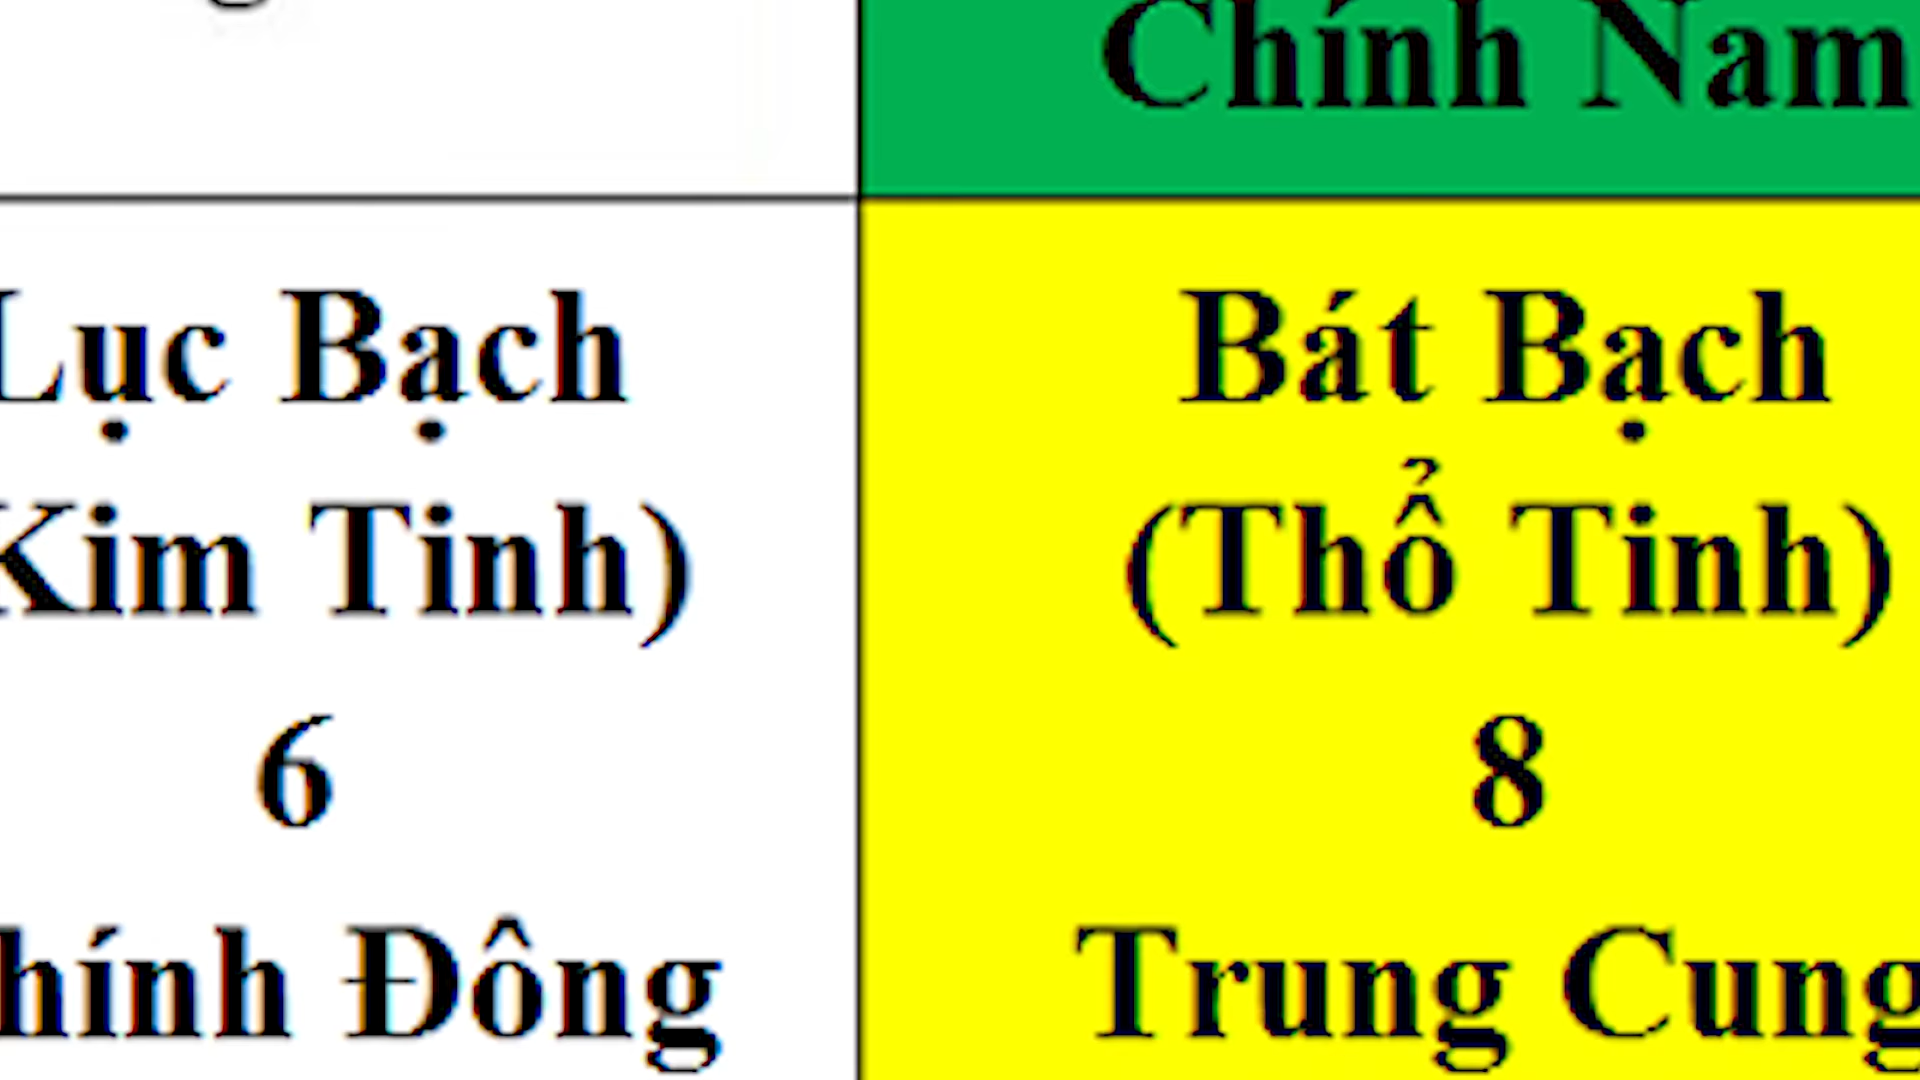 Chính Nam
Lục Bạch
Kim Tinh)
6
hính Đông
Bát Bạch
(Thổ Tinh)
8
Trung Cung